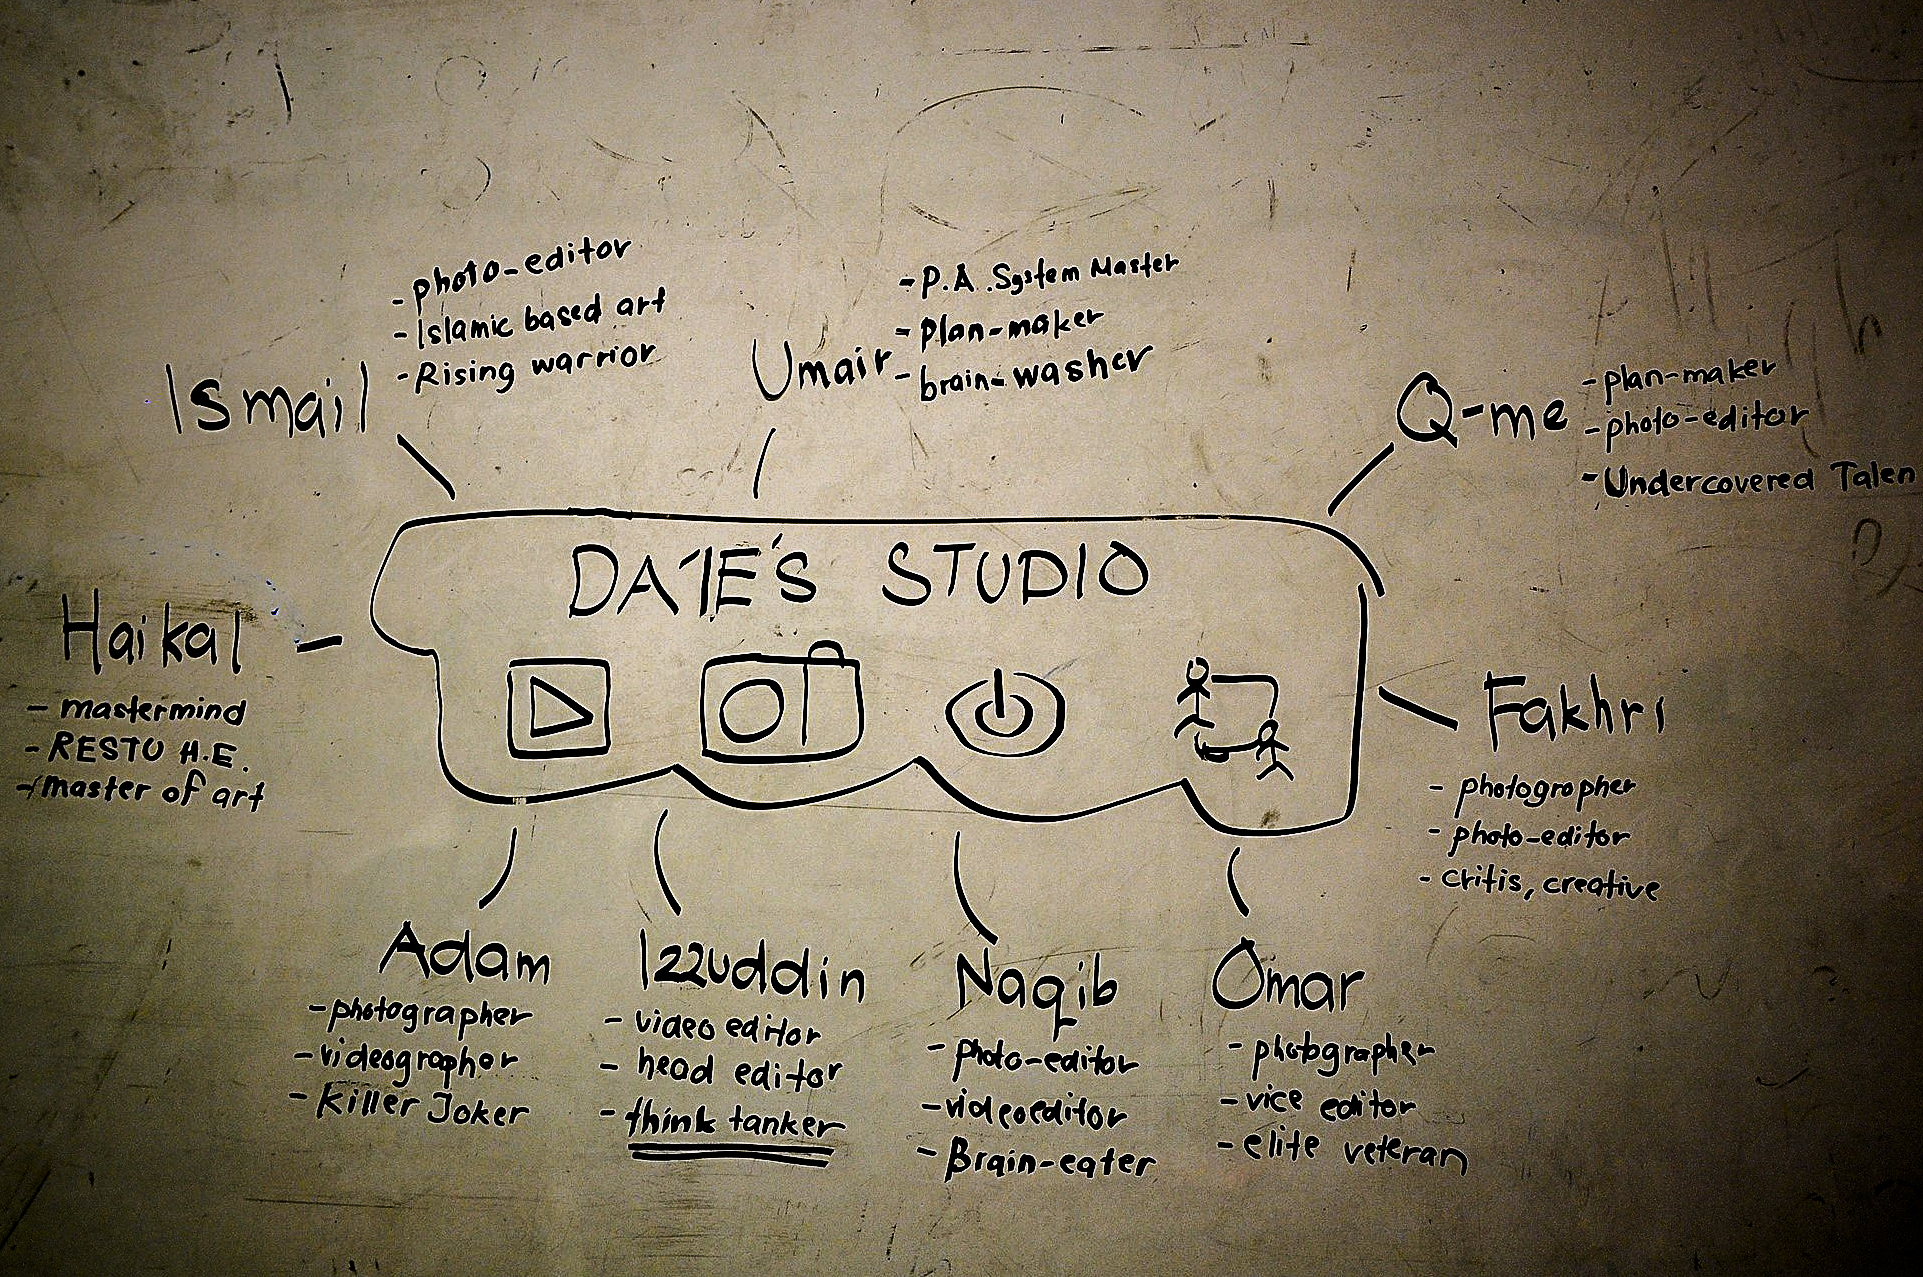 Ismail
- photo-editor
- Islamic based art
- Rising warrior
Umair
- P.A. System Master
- plan-maker
- brain-washer
Q-me
- plan-maker
- photo-editor
- Undercovered Talen
DATE'S STUDIO
Haikal
- mastermind
- RESTU H.E.
- master of art
Fakhri
- photographer
- photo-editor
- critis, creative
Adam
- photographer
- videographer
- Killer Joker
Izzuddin
- video editor
- head editor
- think tanker
Naqib
- photo-editor
- videoeditor
- Brain-eater
Omar
- photographer
- vice editor
- elite veteran